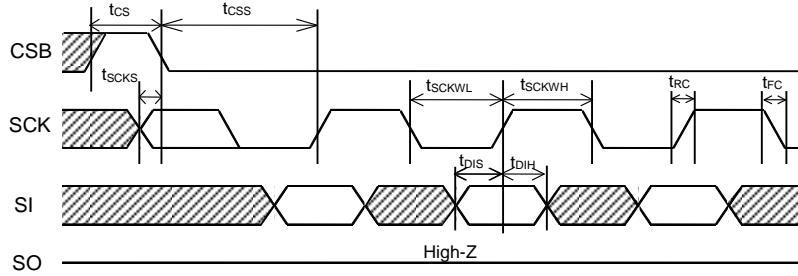 tCS tCSS
CSB
tSCKS tSCKWL tSCKWH tRC tFC
SCK
tDIS tDIH
SI
High-Z
SO